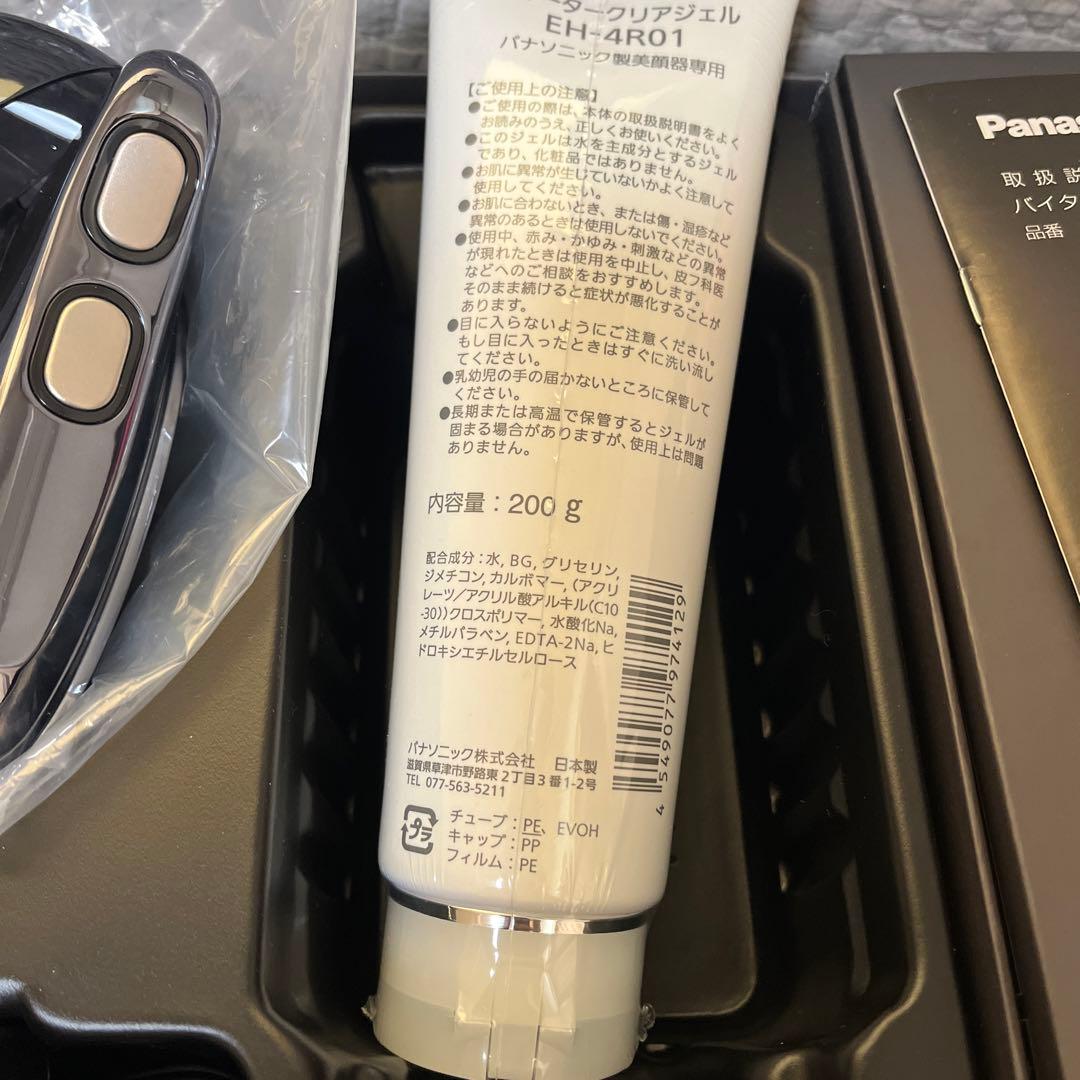 ータークリアジェル
EH-4R01
パナソニック製美顔器専用
【ご使用上の注意】
●ご使用の際は、本体の取扱説明書をよく
お読みのうえ、正しくお使いください。
●このジェルは水を主成分とするジェル
であり、化粧品ではありません。
●お肌に異常が生じていないかよく注意して
使用してください。
●お肌に合わないとき、または傷・湿疹など
異常のあるときは使用しないでください。
●使用中、赤み・かゆみ・刺激などの異常
が現れたときは使用を中止し、皮フ科医
などへのご相談をおすすめします。
そのまま続けると症状が悪化することが
あります。
●目に入らないようにご注意ください。
もし目に入ったときはすぐに洗い流し
てください。
●乳幼児の手の届かないところに保管して
ください。
●長期または高温で保管するとジェルが
固まる場合がありますが、使用上は問題
ありません。
内容量：200 g
配合成分：水, BG, グリセリン,
ジメチコン, カルボマー, (アクリ
レーツ／アクリル酸アルキル(C10
-30))クロスポリマー, 水酸化Na,
メチルパラベン, EDTA-2Na, ヒ
ドロキシエチルセルロース
4 549077 974129
パナソニック株式会社 日本製
滋賀県草津市野路東2丁目3番1-2号
TEL 077-563-5211
プラ
チューブ：PE、EVOH
キャップ：PP
フィルム：PE
Panas
取扱説
バイタ
品番